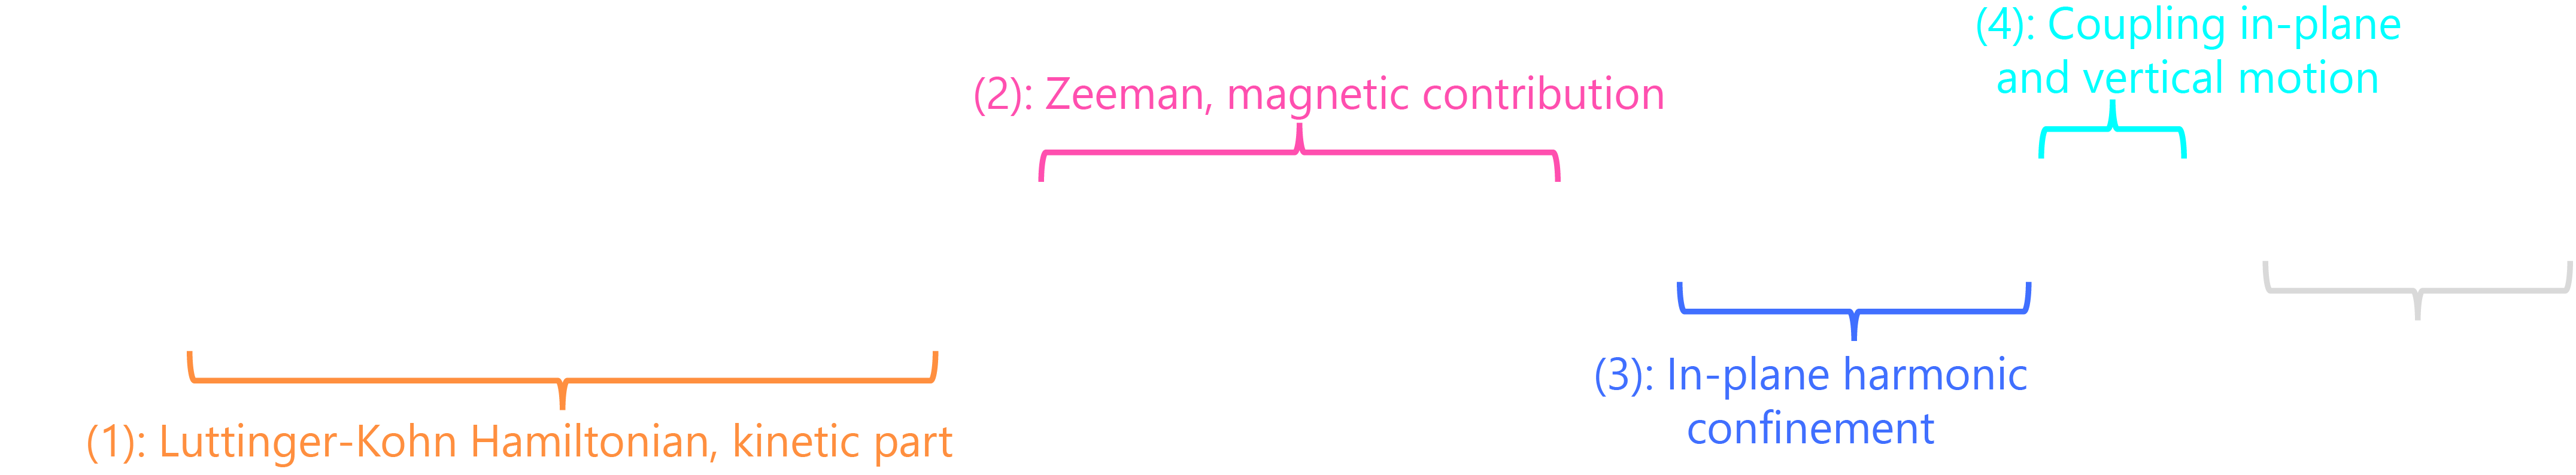 (4): Coupling in-plane
and vertical motion
(2): Zeeman, magnetic contribution
(3): In-plane harmonic
confinement
(1): Luttinger-Kohn Hamiltonian, kinetic part